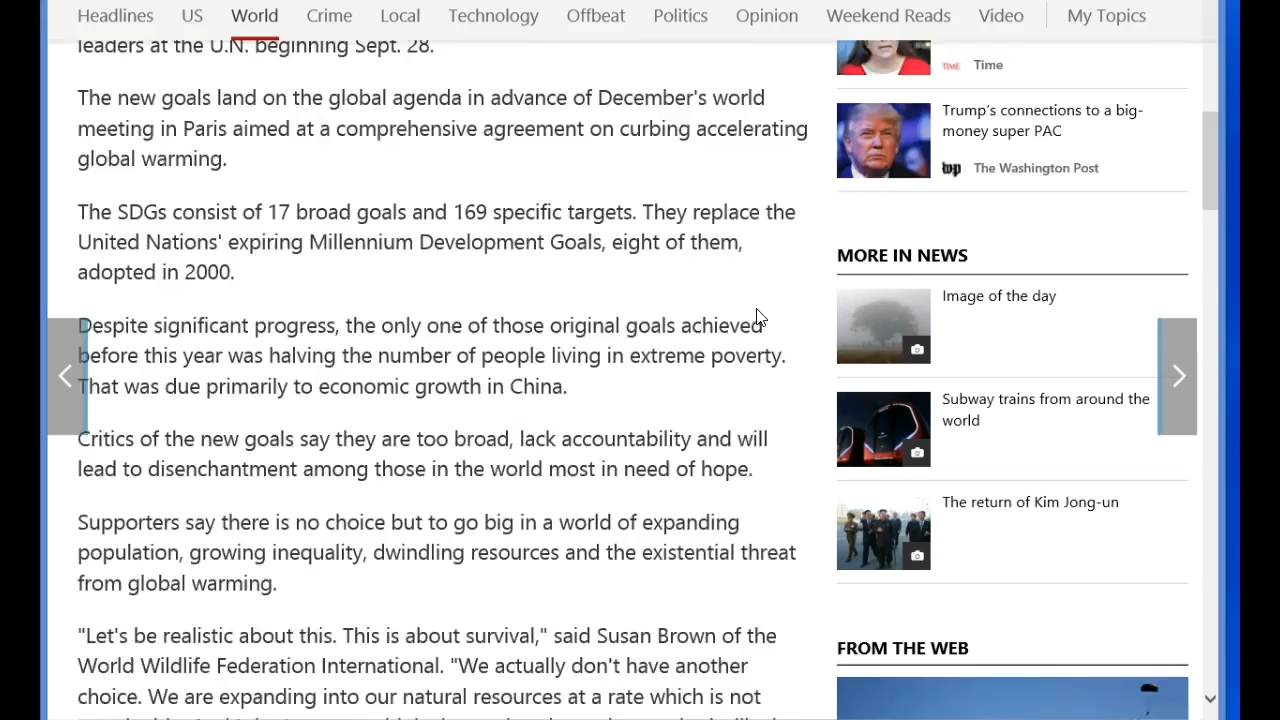 Headlines US World Crime Local Technology Offbeat Politics Opinion Weekend Reads Video My Topics
leaders at the U.N. beginning Sept. 28.
The new goals land on the global agenda in advance of December's world
meeting in Paris aimed at a comprehensive agreement on curbing accelerating
global warming.
The SDGs consist of 17 broad goals and 169 specific targets. They replace the
United Nations' expiring Millennium Development Goals, eight of them,
adopted in 2000.
Despite significant progress, the only one of those original goals achieved
before this year was halving the number of people living in extreme poverty.
That was due primarily to economic growth in China.
Critics of the new goals say they are too broad, lack accountability and will
lead to disenchantment among those in the world most in need of hope.
Supporters say there is no choice but to go big in a world of expanding
population, growing inequality, dwindling resources and the existential threat
from global warming.
"Let's be realistic about this. This is about survival," said Susan Brown of the
World Wildlife Federation International. "We actually don't have another
choice. We are expanding into our natural resources at a rate which is not
TIME Time
Trump's connections to a big-
money super PAC
wp The Washington Post
MORE IN NEWS
Image of the day
Subway trains from around the
world
The return of Kim Jong-un
FROM THE WEB